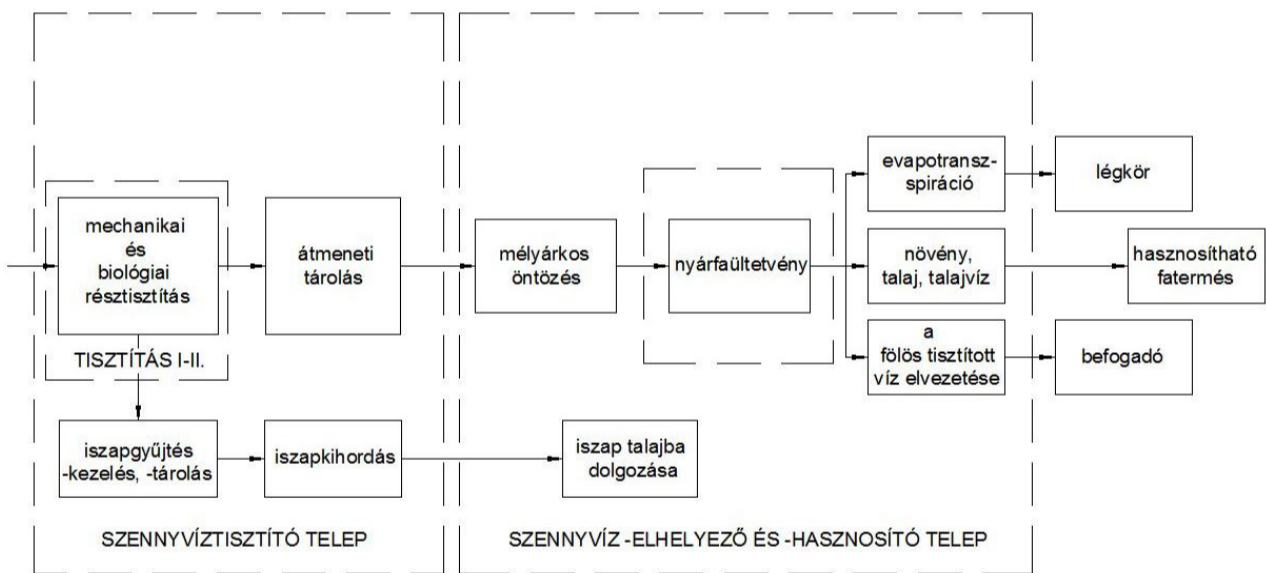 mechanikai
és
biológiai
résztisztítás
TISZTÍTÁS I-II.
átmeneti
tárolás
iszapgyűjtés
-kezelés, -tárolás
iszapkihordás
SZENNYVÍZTISZTÍTÓ TELEP
mélyárkos
öntözés
nyárfaültetvény
evapotransz-
spiráció
légkör
növény,
talaj, talajvíz
hasznosítható
fatermés
a
fölös tisztított
víz elvezetése
befogadó
iszap talajba
dolgozása
SZENNYVÍZ -ELHELYEZŐ ÉS -HASZNOSÍTÓ TELEP